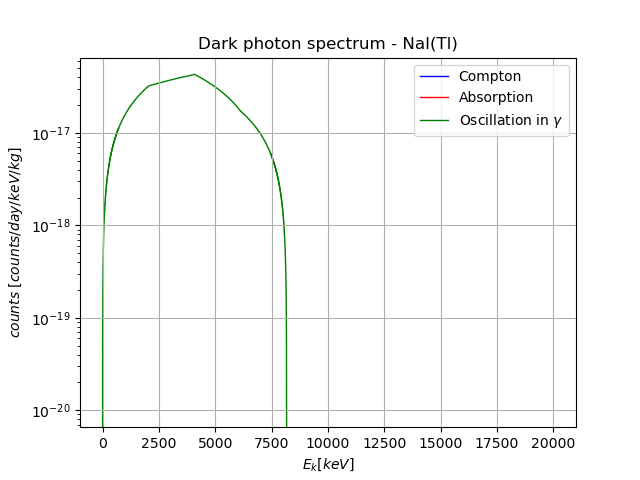 Dark photon spectrum - NaI(Tl)
Compton
Absorption
Oscillation in γ
10⁻¹⁷
10⁻¹⁸
10⁻¹⁹
10⁻²⁰
counts [counts/day/keV/kg]
0 2500 5000 7500 10000 12500 15000 17500 20000
E_k[keV]